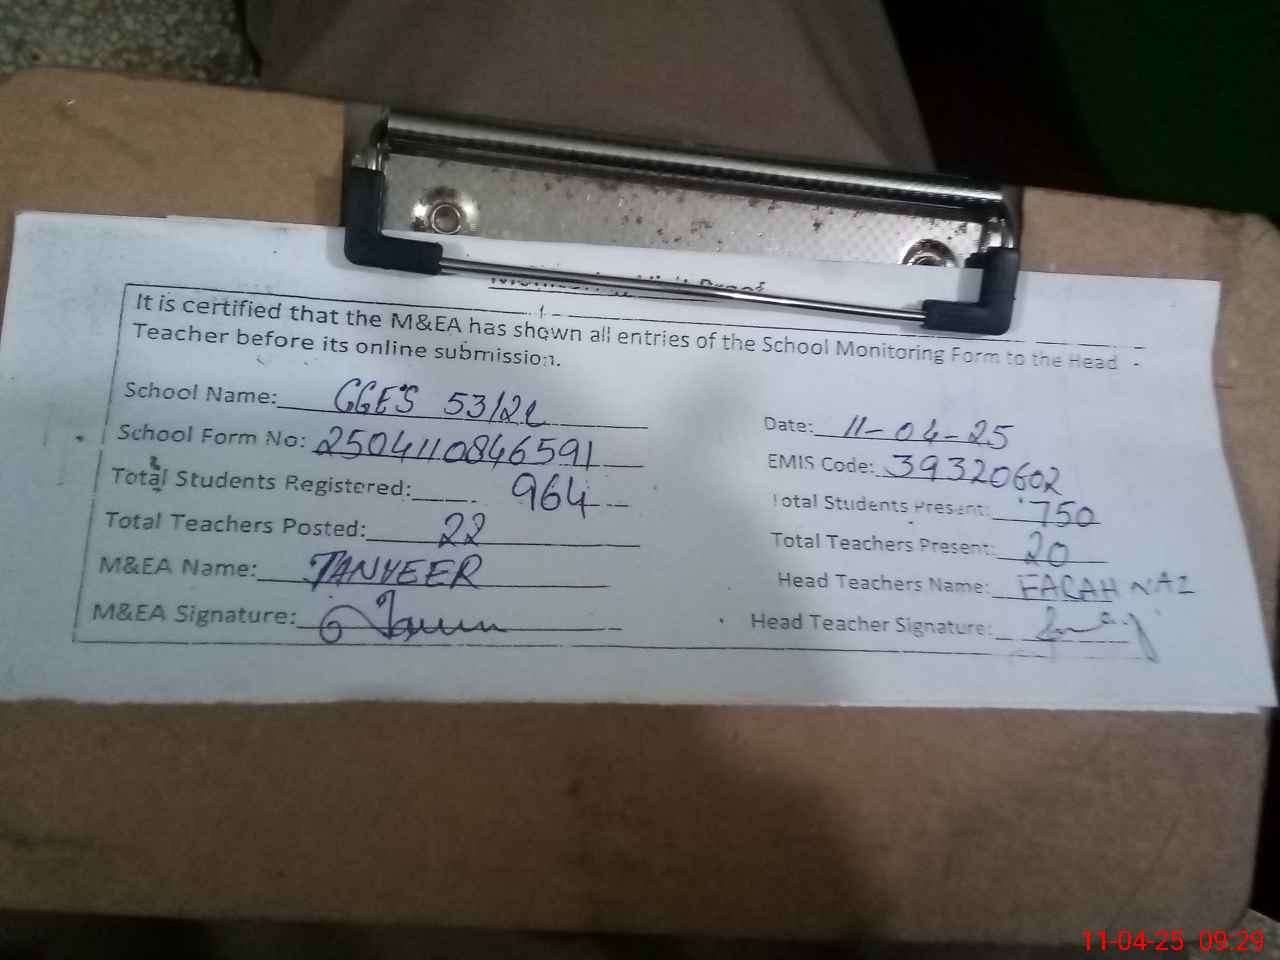 It is certified that the M&EA has shown all entries of the School Monitoring Form to the Head
Teacher before its online submission.
School Name: GGES 53/2L
Date: 11-04-25
School Form No: 2504110846591
EMIS Code: 39320602
Total Students Registered: 964
Total Students Present: 750
Total Teachers Posted: 22
Total Teachers Present: 20
M&EA Name: TANVEER
Head Teachers Name: FARAH NAZ
M&EA Signature:
Head Teacher Signature:
11-04-25 09:29